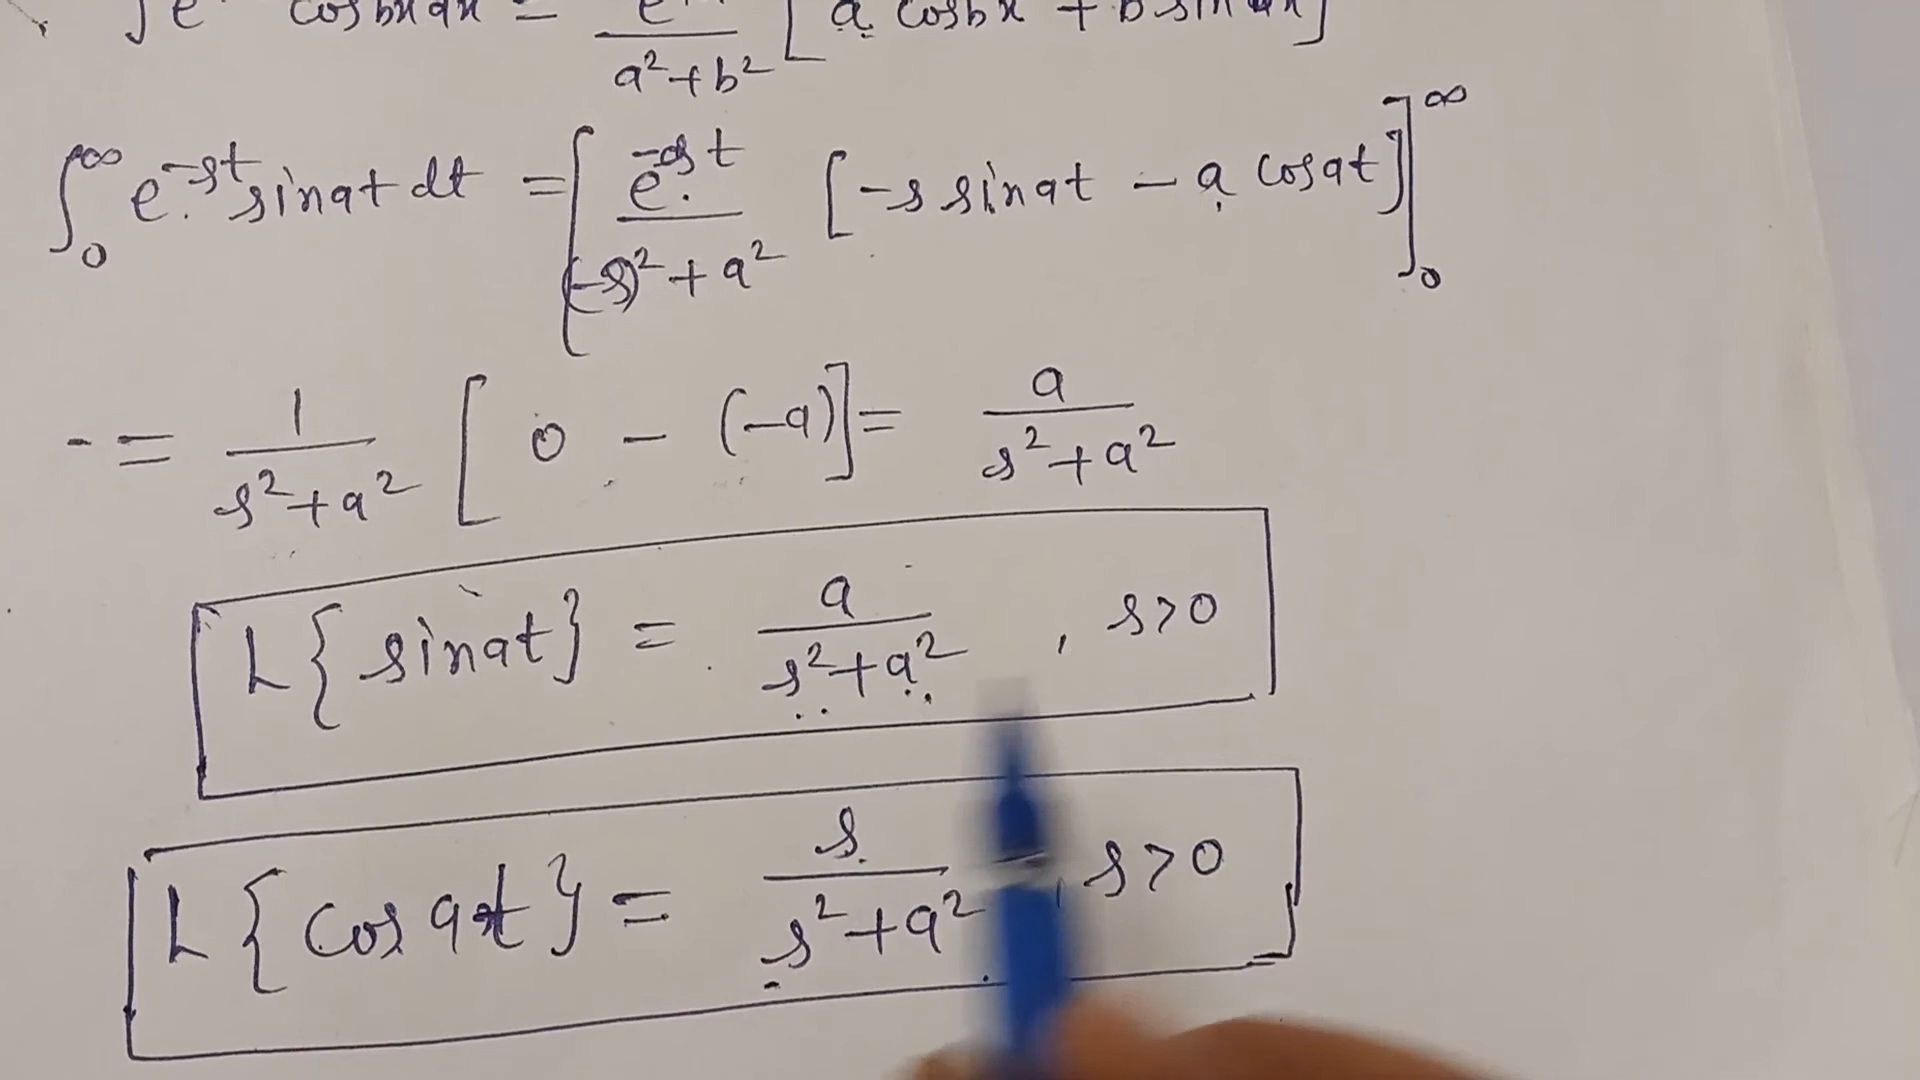 ∫ e cos bx dx = e / a² + b² [ a cos bx + b sin ax ]
∫₀^∞ e^-st sin at dt = [ e^-st / (-s)² + a² [ -s sin at - a cos at ] ]₀^∞
- = 1 / s² + a² [ 0 - (-a) ] = a / s² + a²
L { sin at } = a / s² + a² , s > 0
L { cos at } = s / s² + a² , s > 0